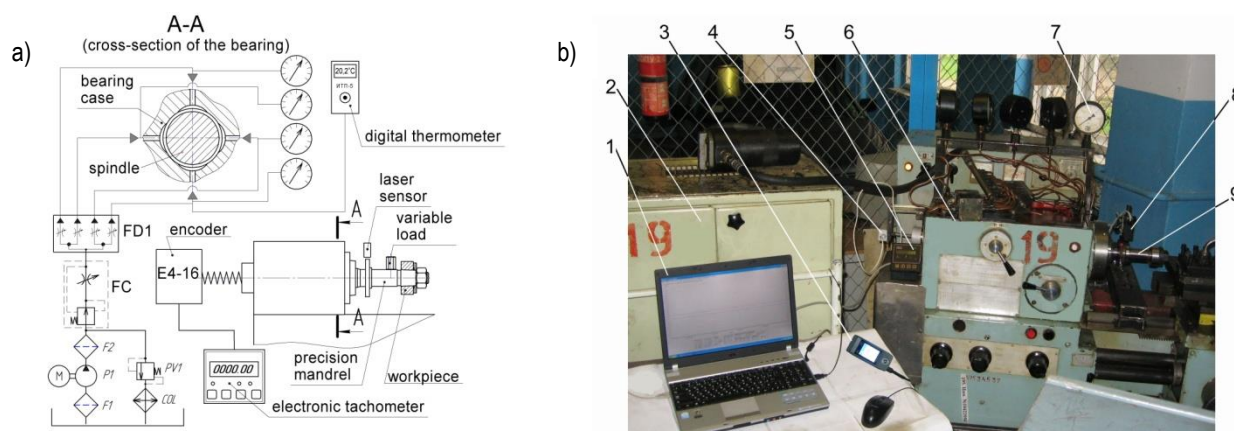 a)
A-A
(cross-section of the bearing)
bearing
case
spindle
20,2°C
ИТП-5
digital thermometer
laser
sensor
variable
load
A
FD1
encoder
E4-16
FC
A
F2
M
P1
PV1
F1
COL
0000.00
precision
mandrel
workpiece
electronic tachometer
b)
3
4
5
6
7
2
8
1
9
19
19